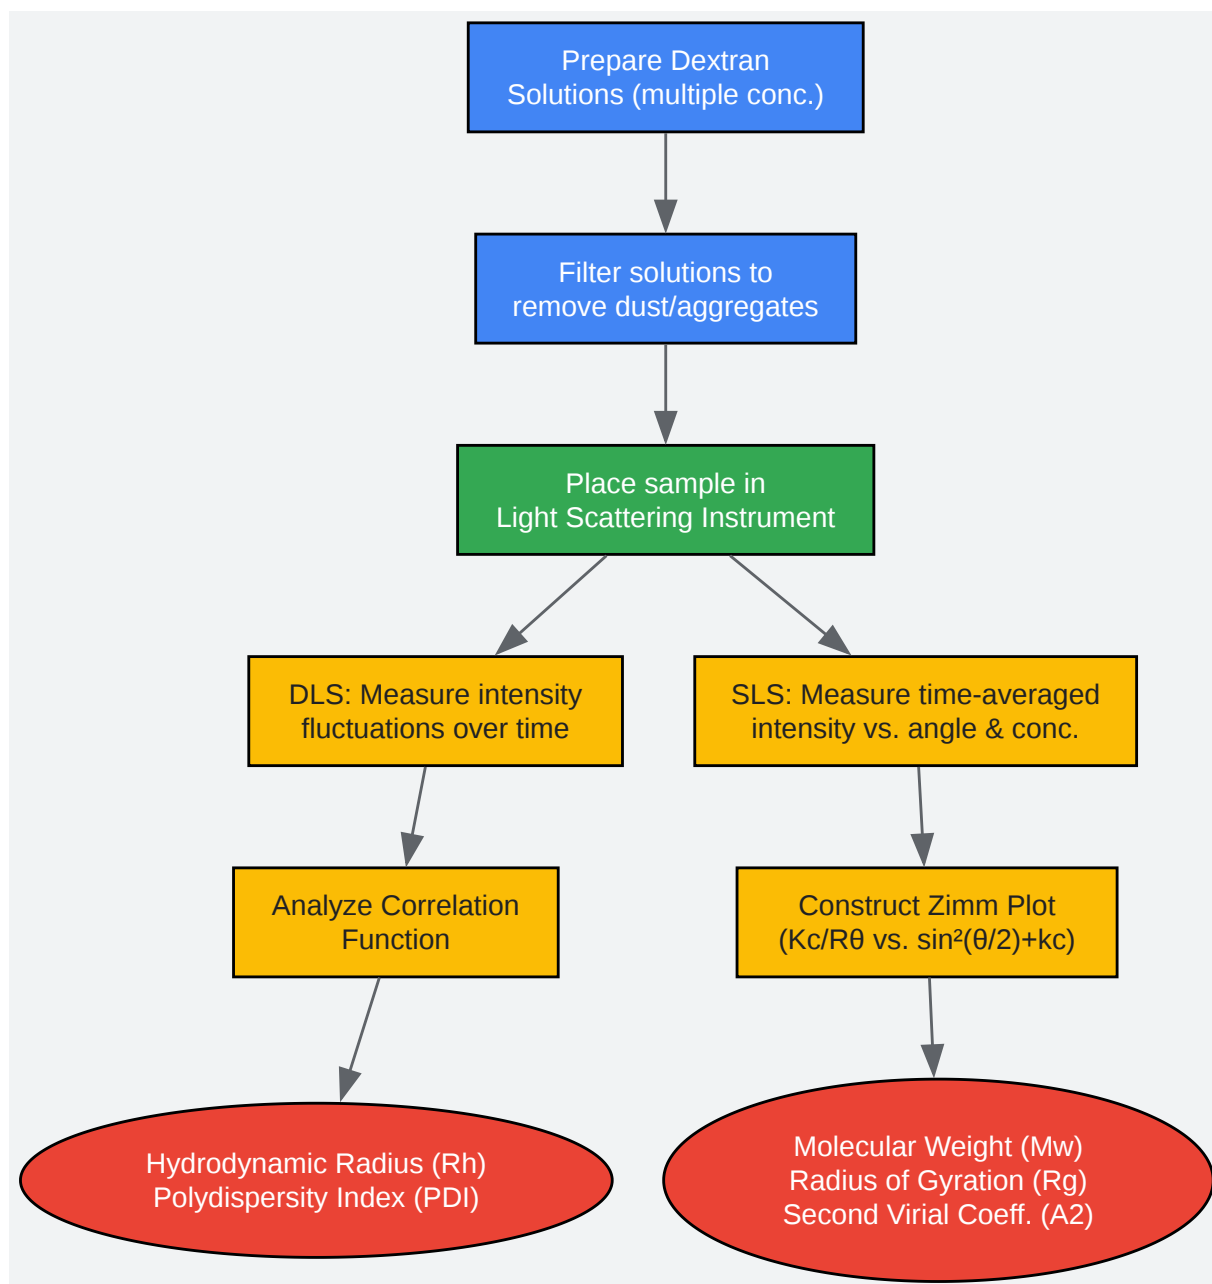 Prepare Dextran
Solutions (multiple conc.)
Filter solutions to
remove dust/aggregates
Place sample in
Light Scattering Instrument
DLS: Measure intensity
fluctuations over time
SLS: Measure time-averaged
intensity vs. angle & conc.
Analyze Correlation
Function
Construct Zimm Plot
(Kc/Rθ vs. sin²(θ/2)+kc)
Hydrodynamic Radius (Rh)
Polydispersity Index (PDI)
Molecular Weight (Mw)
Radius of Gyration (Rg)
Second Virial Coeff. (A2)